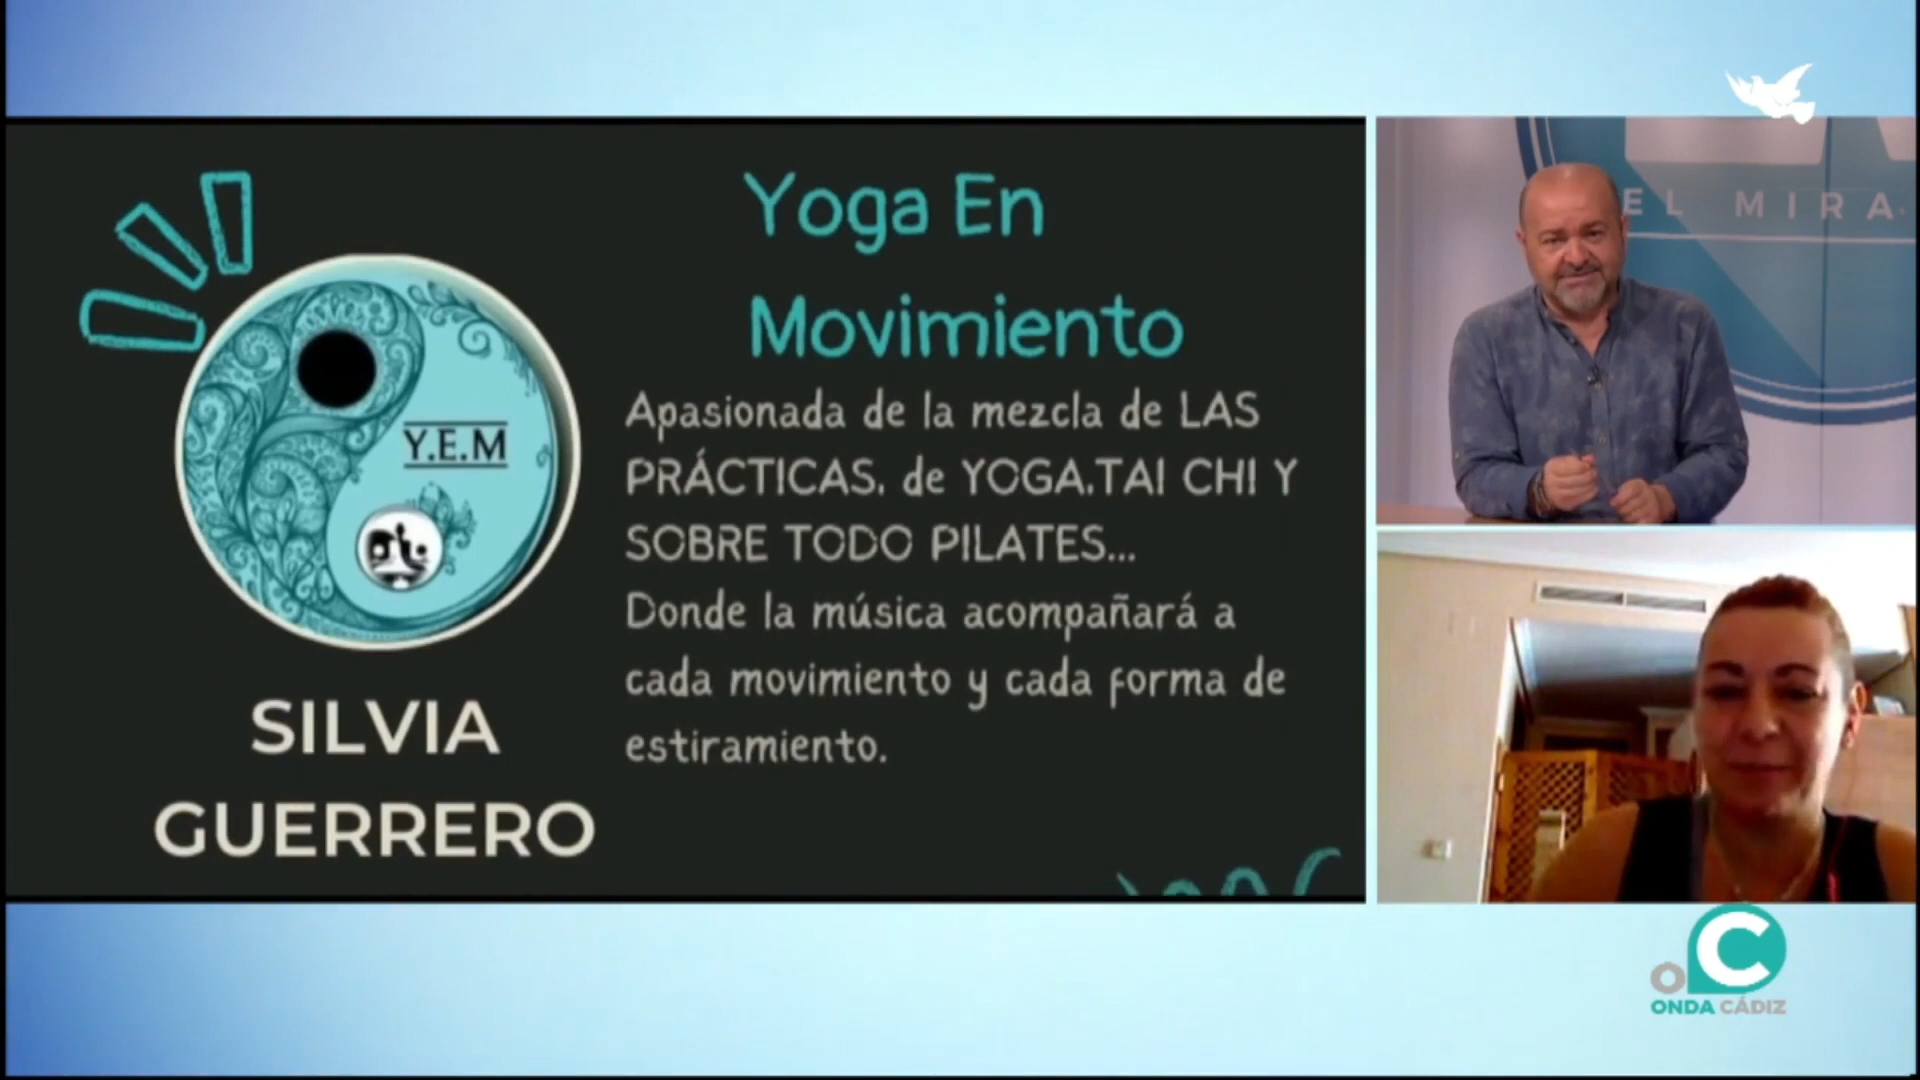 Yoga En
Movimiento
Apasionada de la mezcla de LAS
PRÁCTICAS. de YOGA.TAI CHI Y
SOBRE TODO PILATES...
Donde la música acompañará a
cada movimiento y cada forma de
estiramiento.
Y.E.M
SILVIA
GUERRERO
EL MIRA
ONDA CÁDIZ